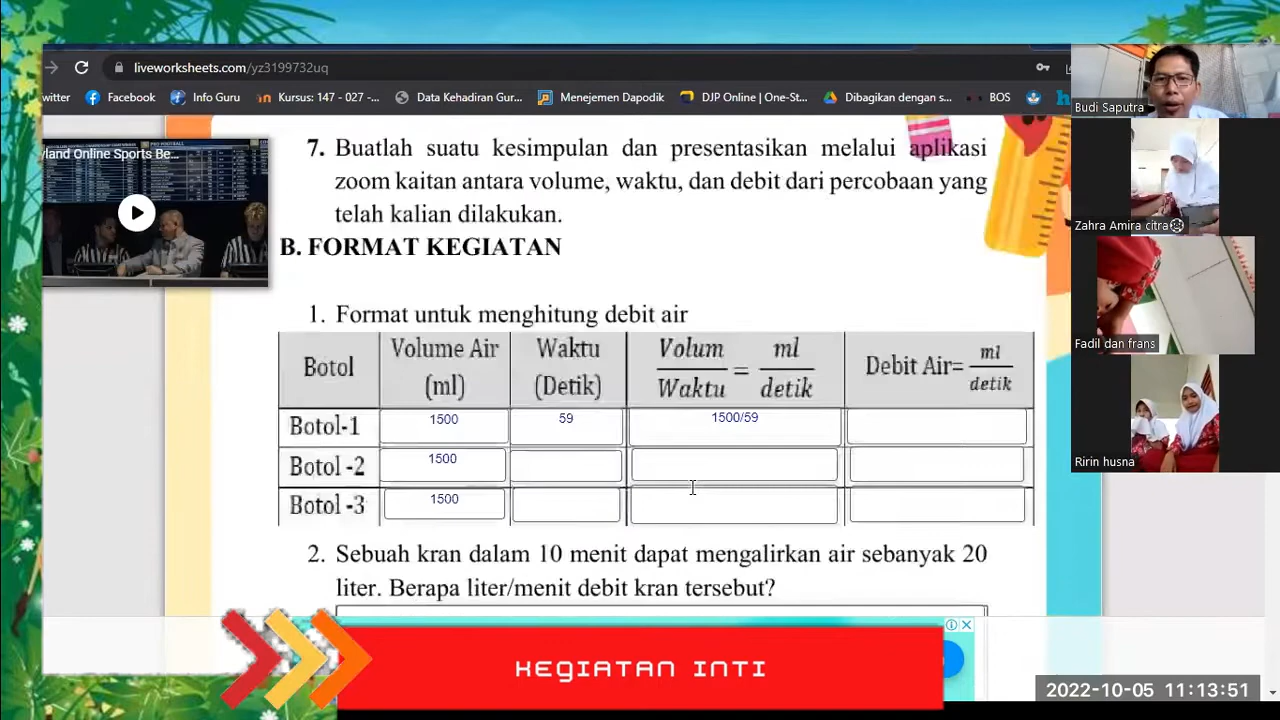 liveworksheets.com/yz3199732uq
witter
Facebook
Info Guru
Kursus: 147 - 027 -...
Data Kehadiran Gur...
Menejemen Dapodik
DJP Online | One-St...
Dibagikan dengan s...
BOS
yland Online Sports Be...
7. Buatlah suatu kesimpulan dan presentasikan melalui aplikasi
zoom kaitan antara volume, waktu, dan debit dari percobaan yang
telah kalian dilakukan.
B. FORMAT KEGIATAN
1. Format untuk menghitung debit air
Botol
Volume Air
(ml)
Waktu
(Detik)
Volum
Waktu
=
ml
detik
Debit Air=
ml
detik
Botol-1 1500 59 1500/59
Botol -2 1500
Botol -3 1500
2. Sebuah kran dalam 10 menit dapat mengalirkan air sebanyak 20
liter. Berapa liter/menit debit kran tersebut?
KEGIATAN INTI
Budi Saputra
Zahra Amira citra
Fadil dan frans
Ririn husna
2022-10-05 11:13:51